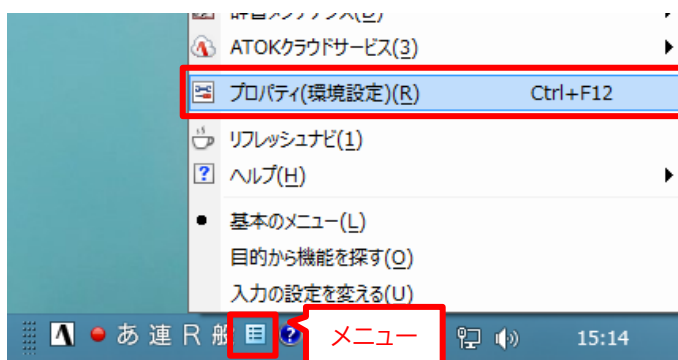 ATOKクラウドサービス(3)
プロパティ(環境設定)(R) Ctrl+F12
リフレッシュナビ(1)
ヘルプ(H)
基本のメニュー(L)
目的から機能を探す(O)
入力の設定を変える(U)
あ 連 R 般
メニュー
15:14